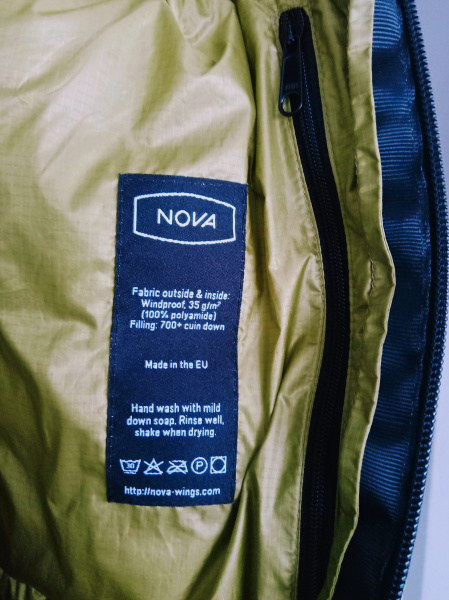 NOVA
Fabric outside & inside:
Windproof, 35 g/m²
(100% polyamide)
Filling: 700+ cuin down
Made in the EU
Hand wash with mild
down soap. Rinse well,
shake when drying.
30 P
http://nova-wings.com